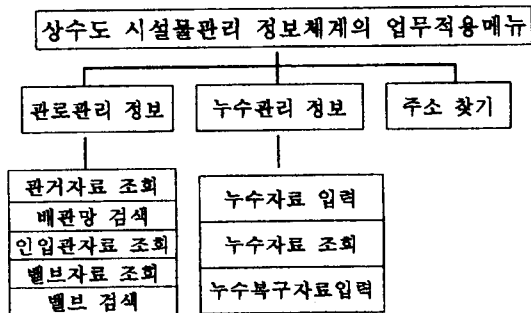 상수도 시설물관리 정보체계의 업무적용메뉴
관로관리 정보
누수관리 정보
주소 찾기
관거자료 조회
배관망 검색
인입관자료 조회
밸브자료 조회
밸브 검색
누수자료 입력
누수자료 조회
누수복구자료입력